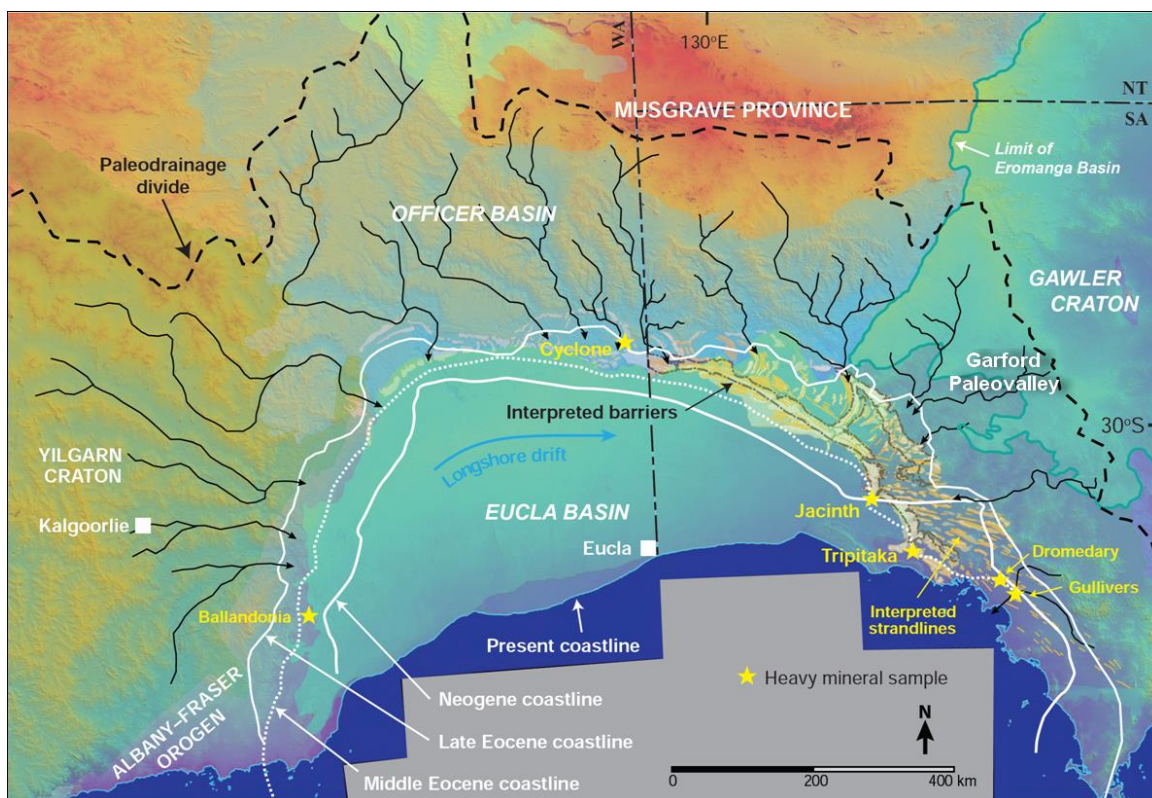 WA
130°E
MUSGRAVE PROVINCE
NT
SA
Paleodrainage
divide
Limit of
Eromanga Basin
OFFICER BASIN
GAWLER
CRATON
Cyclone
Garford
Paleovalley
Interpreted barriers
30°S
Longshore drift
YILGARN
CRATON
EUCLA BASIN
Jacinth
Kalgoorlie
Eucla
Tripitaka
Dromedary
Gullivers
Ballandonia
Interpreted
strandlines
Present coastline
Heavy mineral sample
ALBANY–FRASER
OROGEN
Neogene coastline
N
Late Eocene coastline
Middle Eocene coastline
0 200 400 km